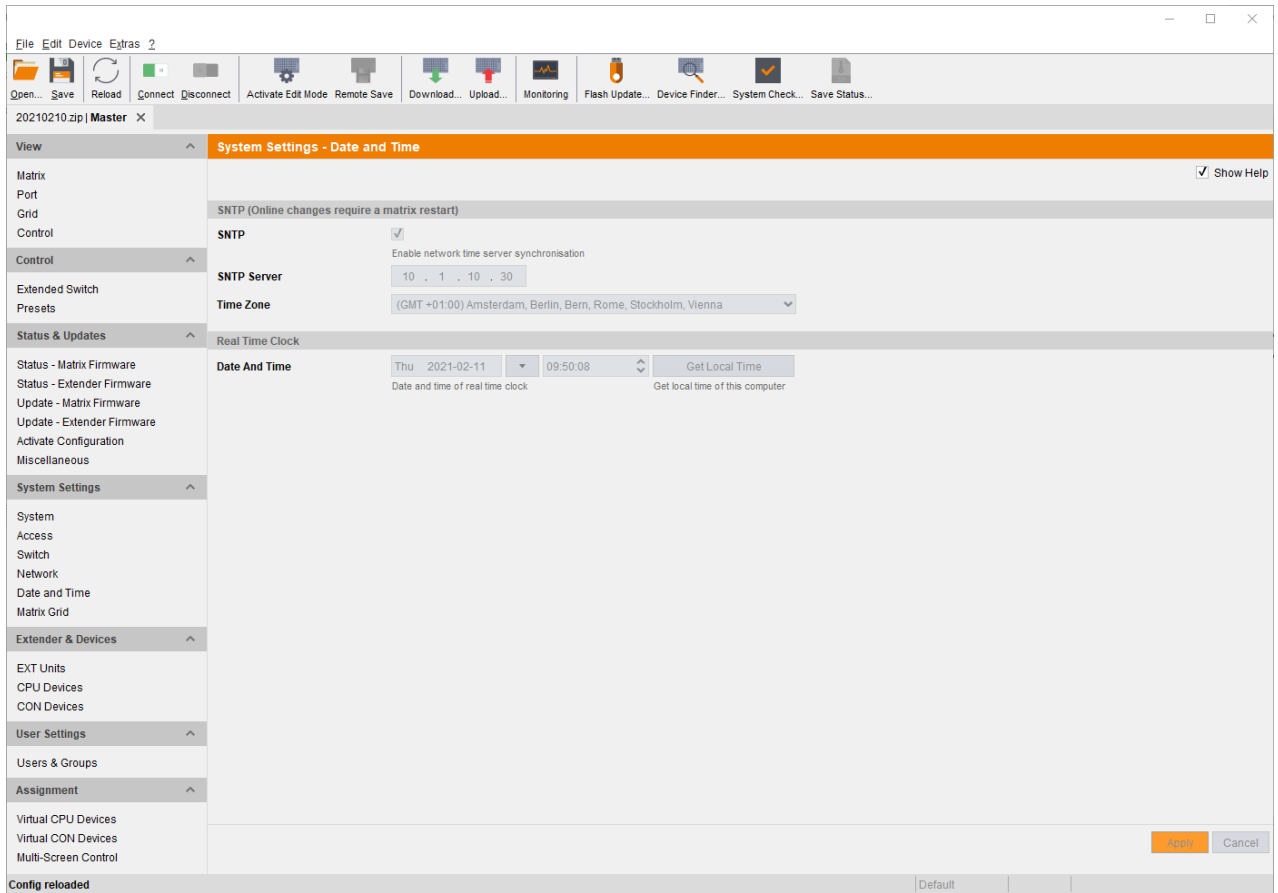 File Edit Device Extras ?
Open... Save Reload Connect Disconnect Activate Edit Mode Remote Save Download... Upload... Monitoring Flash Update... Device Finder... System Check... Save Status...
20210210.zip | Master
View
Matrix
Port
Grid
Control
Control
Extended Switch
Presets
Status & Updates
Status - Matrix Firmware
Status - Extender Firmware
Update - Matrix Firmware
Update - Extender Firmware
Activate Configuration
Miscellaneous
System Settings
System
Access
Switch
Network
Date and Time
Matrix Grid
Extender & Devices
EXT Units
CPU Devices
CON Devices
User Settings
Users & Groups
Assignment
Virtual CPU Devices
Virtual CON Devices
Multi-Screen Control
System Settings - Date and Time
Show Help
SNTP (Online changes require a matrix restart)
SNTP
Enable network time server synchronisation
SNTP Server 10 . 1 . 10 . 30
Time Zone (GMT +01:00) Amsterdam, Berlin, Bern, Rome, Stockholm, Vienna
Real Time Clock
Date And Time Thu 2021-02-11 09:50:08 Get Local Time
Date and time of real time clock Get local time of this computer
Apply Cancel
Config reloaded Default